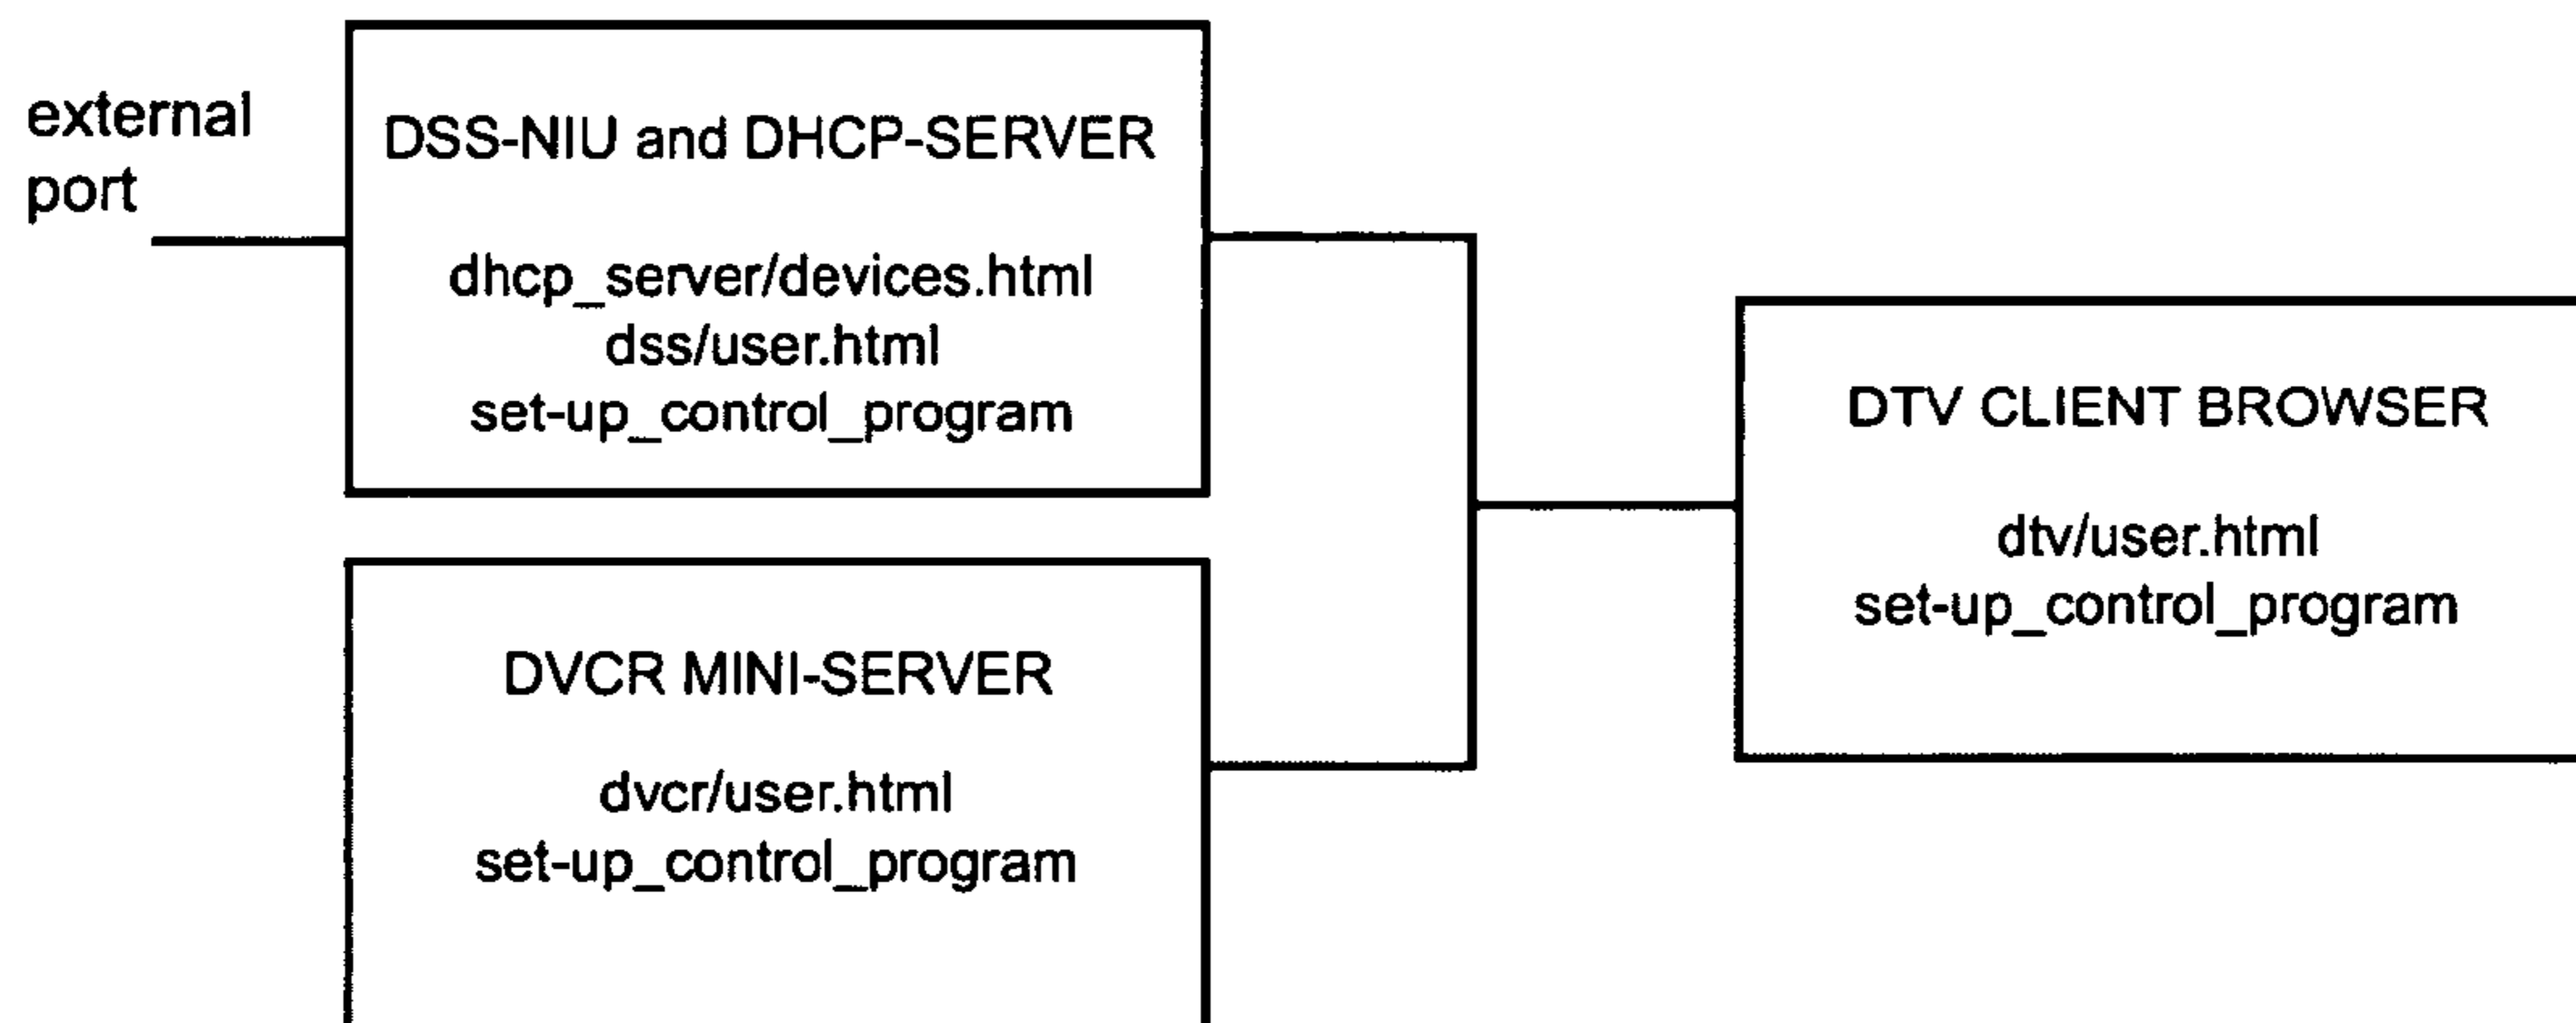 external
port
DSS-NIU and DHCP-SERVER
dhcp_server/devices.html
dss/user.html
set-up_control_program
DVCR MINI-SERVER
dvcr/user.html
set-up_control_program
DTV CLIENT BROWSER
dtv/user.html
set-up_control_program